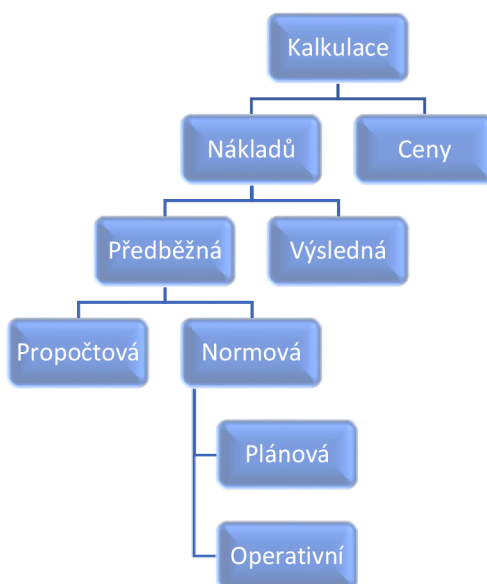 Kalkulace
Nákladů
Ceny
Předběžná
Výsledná
Propočtová
Normová
Plánová
Operativní